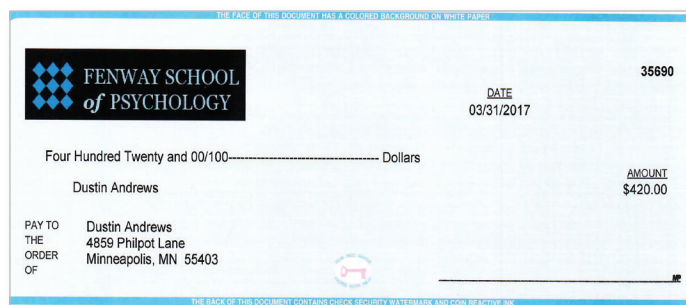 THE FACE OF THIS DOCUMENT HAS A COLORED BACKGROUND ON WHITE PAPER
FENWAY SCHOOL
of PSYCHOLOGY
35690
DATE
03/31/2017
Four Hundred Twenty and 00/100----------------------------------- Dollars
Dustin Andrews
AMOUNT
$420.00
PAY TO THE ORDER OF
Dustin Andrews
4859 Philpot Lane
Minneapolis, MN 55403
MP
THE BACK OF THIS DOCUMENT CONTAINS CHECK SECURITY WATERMARK AND COIN REACTIVE INK